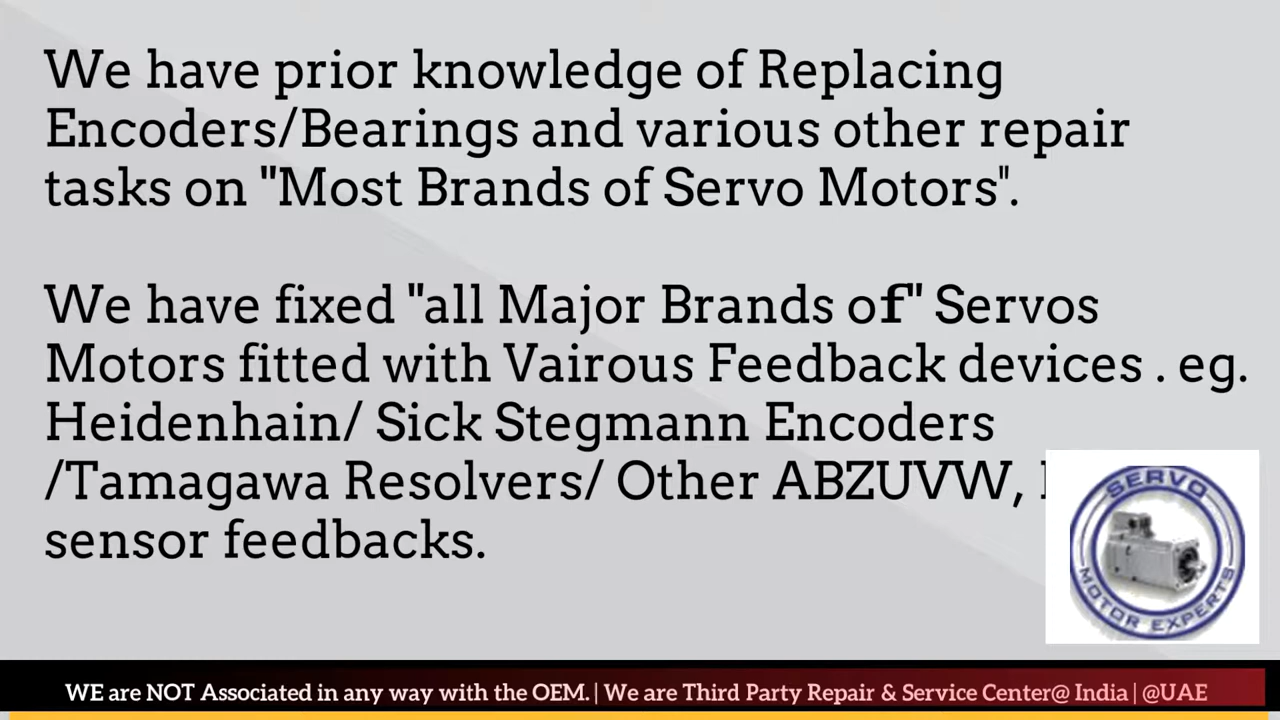 We have prior knowledge of Replacing
Encoders/Bearings and various other repair
tasks on "Most Brands of Servo Motors".
We have fixed "all Major Brands of" Servos
Motors fitted with Vairous Feedback devices . eg.
Heidenhain/ Sick Stegmann Encoders
/Tamagawa Resolvers/ Other ABZUVW,
sensor feedbacks.
SERVO
MOTOR EXPERTS
WE are NOT Associated in any way with the OEM. | We are Third Party Repair & Service Center@ India | @UAE